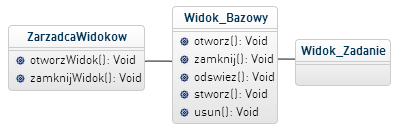 ZarzadcaWidokow
otworzWidok(): Void
zamknijWidok(): Void
Widok_Bazowy
otworz(): Void
zamknij(): Void
odswiez(): Void
stworz(): Void
usun(): Void
Widok_Zadanie